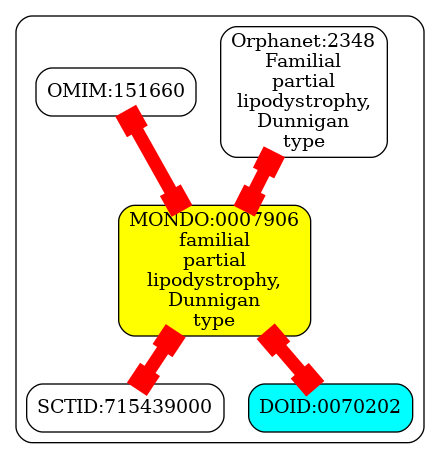 Orphanet:2348
Familial
partial
lipodystrophy,
Dunnigan
type
OMIM:151660
MONDO:0007906
familial
partial
lipodystrophy,
Dunnigan
type
SCTID:715439000
DOID:0070202